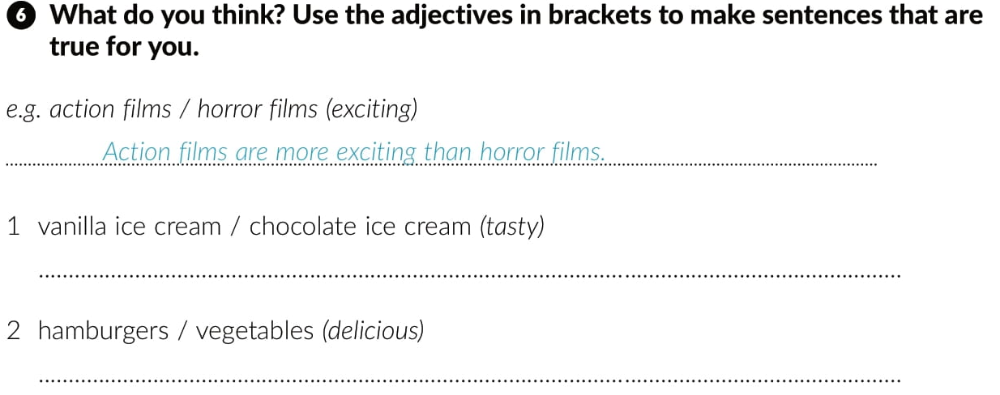 6 What do you think? Use the adjectives in brackets to make sentences that are
true for you.
e.g. action films / horror films (exciting)
Action films are more exciting than horror films.
1 vanilla ice cream / chocolate ice cream (tasty)
2 hamburgers / vegetables (delicious)